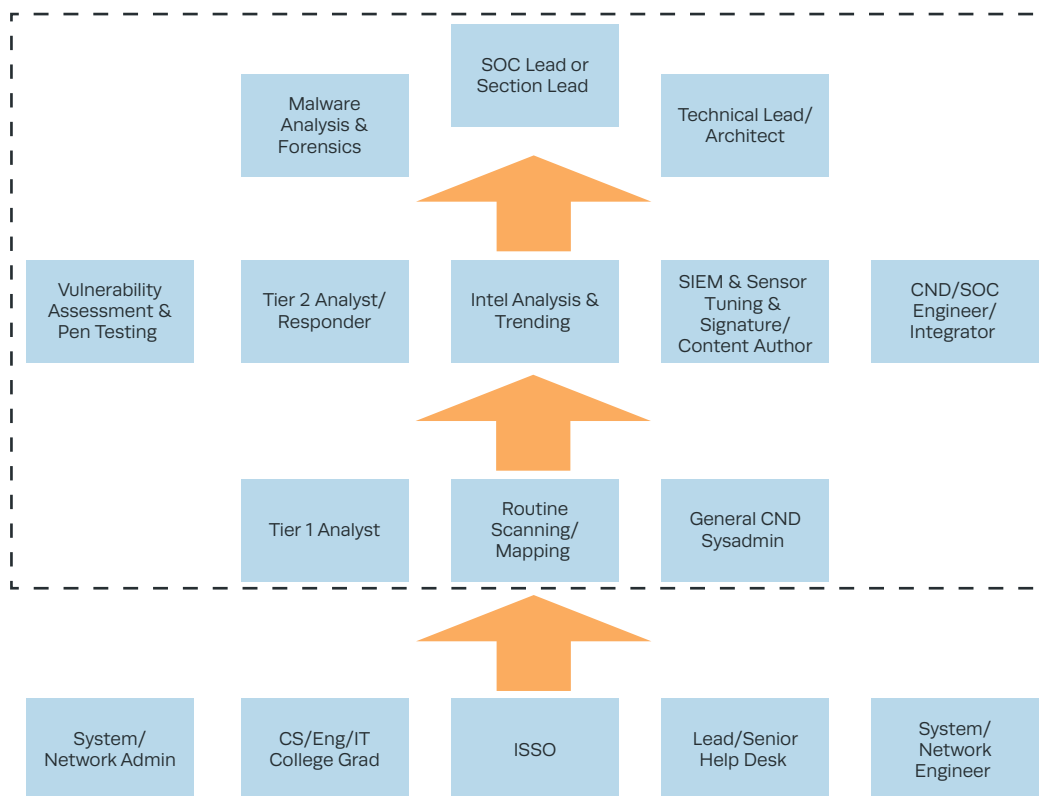 SOC Lead or
Section Lead
Malware
Analysis &
Forensics
Technical Lead/
Architect
Vulnerability
Assessment &
Pen Testing
Tier 2 Analyst/
Responder
Intel Analysis &
Trending
SIEM & Sensor
Tuning &
Signature/
Content Author
CND/SOC
Engineer/
Integrator
Tier 1 Analyst
Routine
Scanning/
Mapping
General CND
Sysadmin
System/
Network Admin
CS/Eng/IT
College Grad
ISSO
Lead/Senior
Help Desk
System/
Network
Engineer